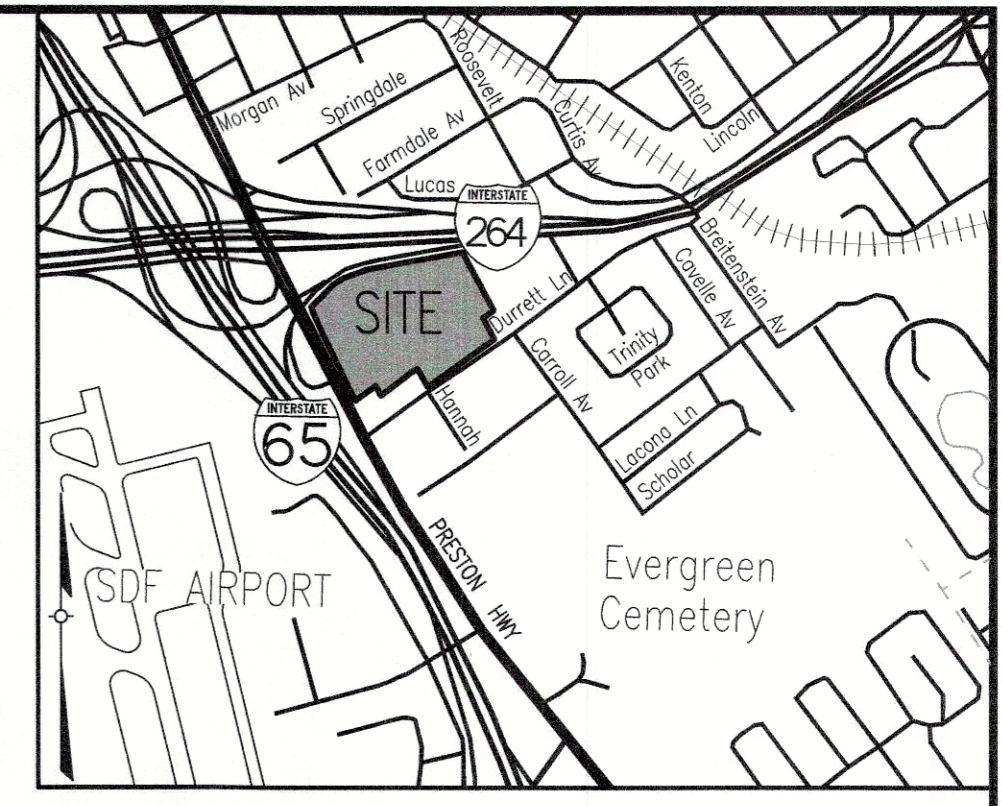 Roosevelt
Kenton
Morgan Av
Springdale
Curtis Av
Lincoln
Farmdale Av
Lucas
INTERSTATE
264
Breitenstein Av
Cavelle Av
SITE
Durrett Ln
Trinity
Park
Carroll Av
Hannah
INTERSTATE
65
Lacona Ln
Scholar
PRESTON HWY
Evergreen
Cemetery
SDF AIRPORT